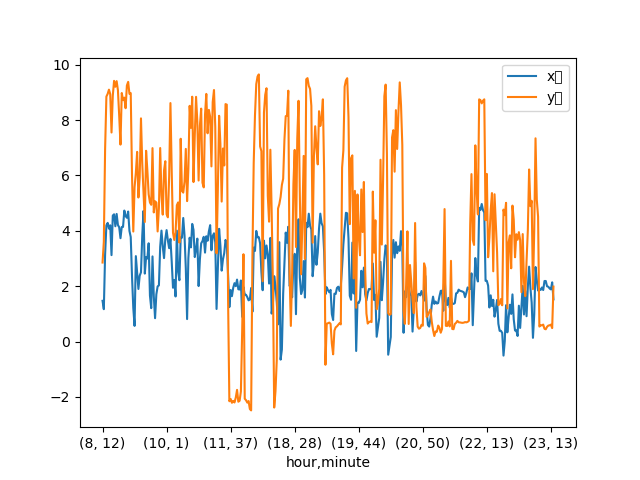 10
8
6
4
2
0
−2
x
y
(8, 12) (10, 1) (11, 37) (18, 28) (19, 44) (20, 50) (22, 13) (23, 13)
hour,minute